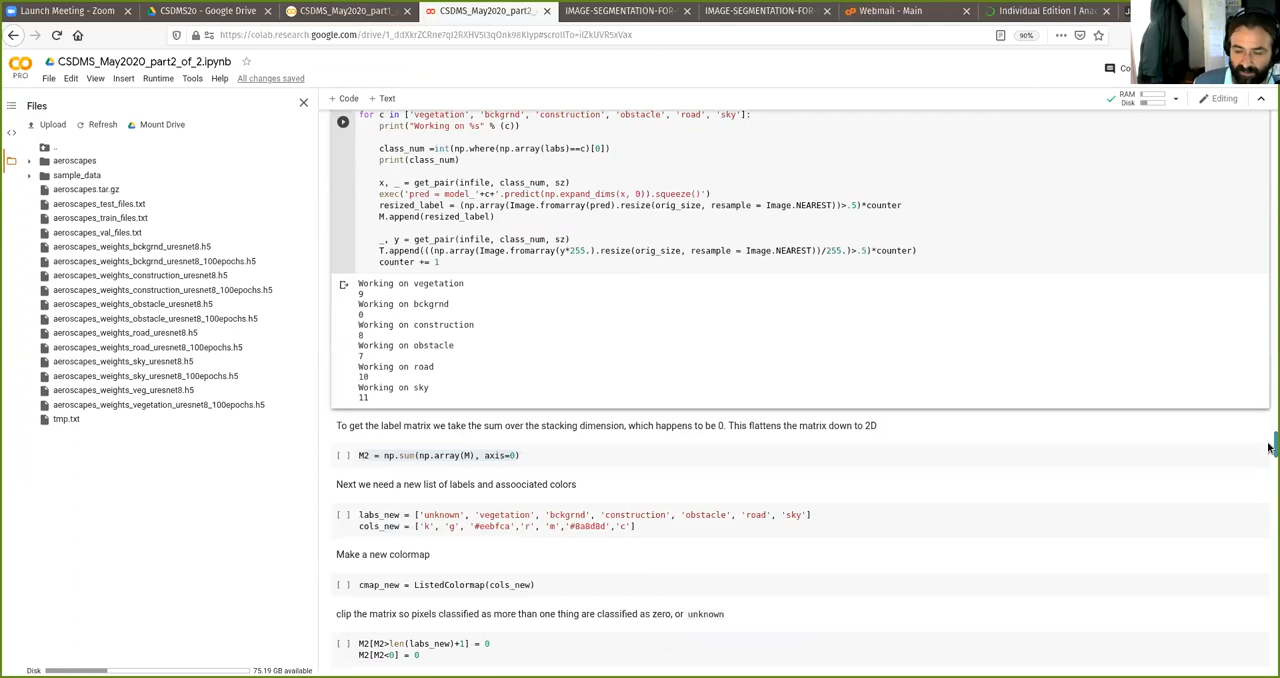 Launch Meeting - Zoom
CSDMS2o - Google Drive
CSDMS_May2020_part1_
CSDMS_May2020_part2_
IMAGE-SEGMENTATION-FOR-
IMAGE-SEGMENTATION-FOR-
Webmail - Main
Individual Edition | Ana
https://colab.research.google.com/drive/1_ddXkrZCRne7qI2RXHV5I3qOnk98KIyp#scrollTo=iIZkUVR5xVax
90%
CSDMS_May2020_part2_of_2.ipynb
PRO
File Edit View Insert Runtime Tools Help All changes saved
Files
+ Code + Text
RAM
Disk
Editing
Upload Refresh Mount Drive
..
aeroscapes
sample_data
aeroscapes.tar.gz
aeroscapes_test_files.txt
aeroscapes_train_files.txt
aeroscapes_val_files.txt
aeroscapes_weights_bckgrnd_uresnet8.h5
aeroscapes_weights_bckgrnd_uresnet8_100epochs.h5
aeroscapes_weights_construction_uresnet8.h5
aeroscapes_weights_construction_uresnet8_100epochs.h5
aeroscapes_weights_obstacle_uresnet8.h5
aeroscapes_weights_obstacle_uresnet8_100epochs.h5
aeroscapes_weights_road_uresnet8.h5
aeroscapes_weights_road_uresnet8_100epochs.h5
aeroscapes_weights_sky_uresnet8.h5
aeroscapes_weights_sky_uresnet8_100epochs.h5
aeroscapes_weights_veg_uresnet8.h5
aeroscapes_weights_vegetation_uresnet8_100epochs.h5
tmp.txt
Disk 75.19 GB available
for c in ['vegetation', 'bckgrnd', 'construction', 'obstacle', 'road', 'sky']:
print("Working on %s" % (c))
class_num =int(np.where(np.array(labs)==c)[0])
print(class_num)
x, _ = get_pair(infile, class_num, sz)
exec('pred = model_'+c+'.predict(np.expand_dims(x, 0)).squeeze()')
resized_label = (np.array(Image.fromarray(pred).resize(orig_size, resample = Image.NEAREST))>.5)*counter
M.append(resized_label)
_, y = get_pair(infile, class_num, sz)
T.append(((np.array(Image.fromarray(y*255.).resize(orig_size, resample = Image.NEAREST))/255.)>.5)*counter)
counter += 1
Working on vegetation
9
Working on bckgrnd
0
Working on construction
8
Working on obstacle
7
Working on road
10
Working on sky
11
To get the label matrix we take the sum over the stacking dimension, which happens to be 0. This flattens the matrix down to 2D
[ ] M2 = np.sum(np.array(M), axis=0)
Next we need a new list of labels and assoociated colors
[ ] labs_new = ['unknown', 'vegetation', 'bckgrnd', 'construction', 'obstacle', 'road', 'sky']
cols_new = ['k', 'g', '#eebfca','r', 'm','#8a8d8d','c']
Make a new colormap
[ ] cmap_new = ListedColormap(cols_new)
clip the matrix so pixels classified as more than one thing are classified as zero, or unknown
[ ] M2[M2>len(labs_new)+1] = 0
M2[M2<0] = 0